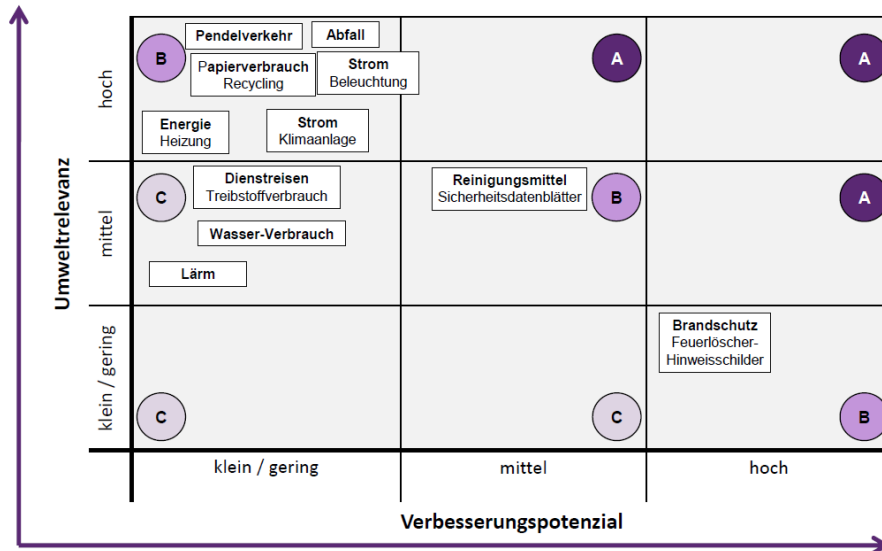 Umweltrelevanz
hoch
B
Pendelverkehr
Abfall
Papierverbrauch
Recycling
Strom
Beleuchtung
Energie
Heizung
Strom
Klimaanlage
A
A
mittel
C
Dienstreisen
Treibstoffverbrauch
Wasser-Verbrauch
Lärm
Reinigungsmittel
Sicherheitsdatenblätter
B
A
klein / gering
C
C
Brandschutz
Feuerlöscher-
Hinweisschilder
B
klein / gering
mittel
hoch
Verbesserungspotenzial